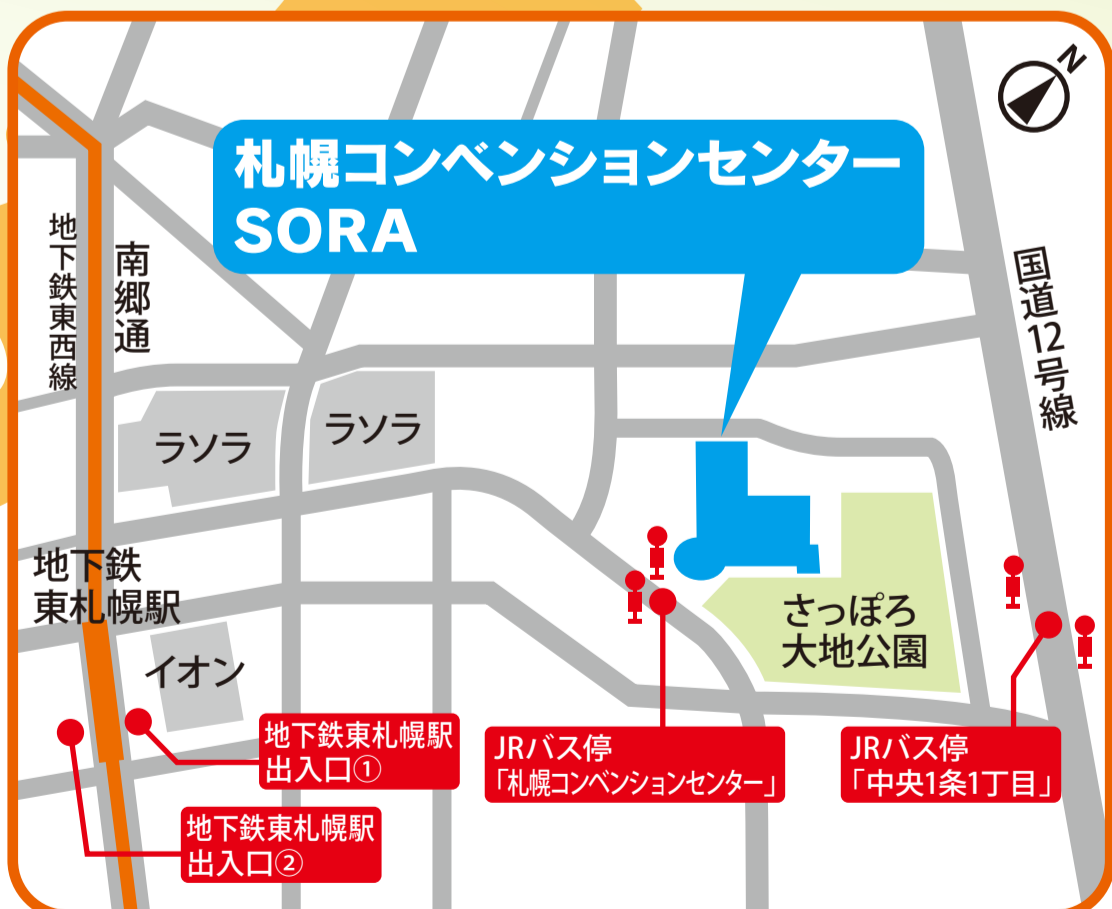 N
札幌コンベンションセンター
SORA
地下鉄東西線
南郷通
国道12号線
ラソラ
ラソラ
地下鉄
東札幌駅
さっぽろ
大地公園
イオン
地下鉄東札幌駅
出入口①
JRバス停
「札幌コンベンションセンター」
JRバス停
「中央1条1丁目」
地下鉄東札幌駅
出入口②